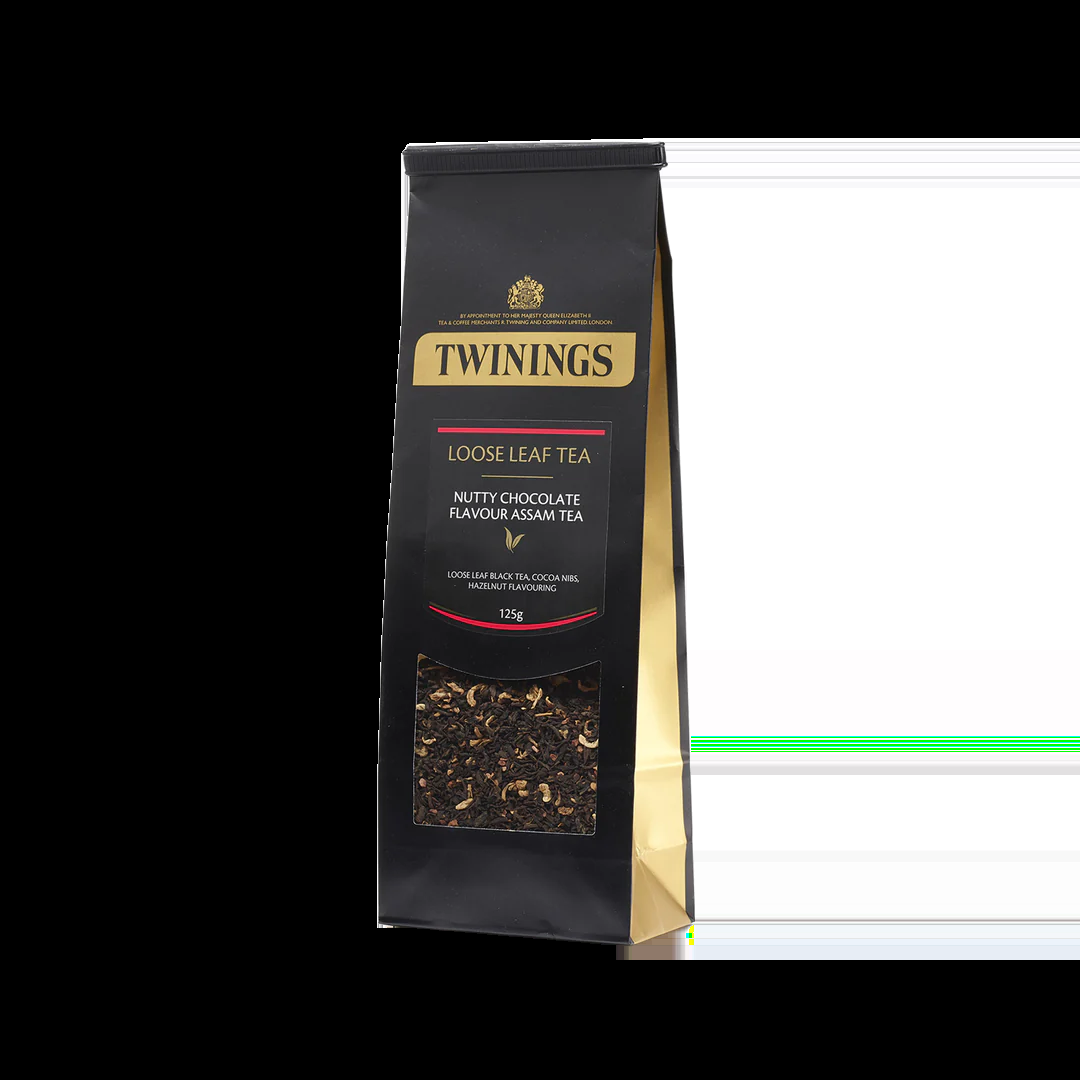 BY APPOINTMENT TO HER MAJESTY QUEEN ELIZABETH II
TEA & COFFEE MERCHANTS R. TWINING AND COMPANY LIMITED, LONDON
TWININGS
LOOSE LEAF TEA
NUTTY CHOCOLATE
FLAVOUR ASSAM TEA
LOOSE LEAF BLACK TEA, COCOA NIBS,
HAZELNUT FLAVOURING
125g